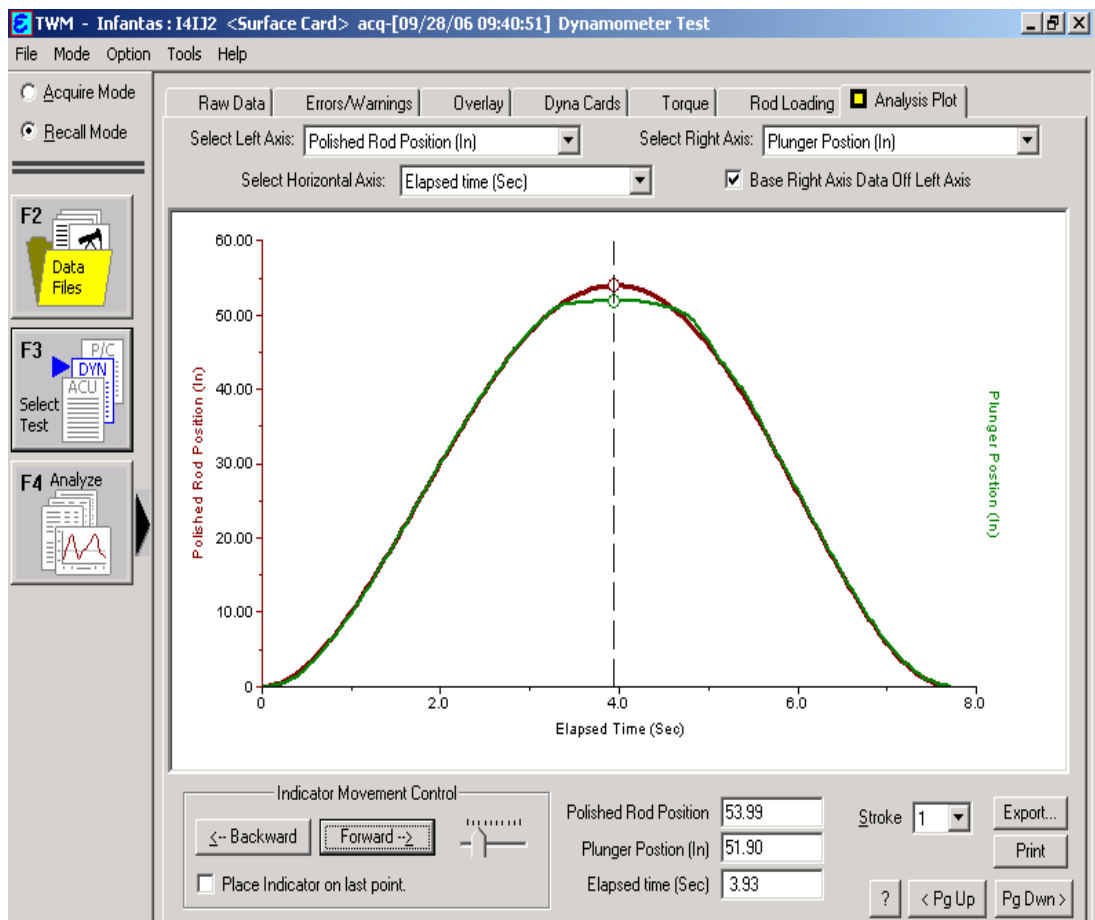 TWM - Infantas : I4IJ2 <Surface Card> acq-[09/28/06 09:40:51] Dynamometer Test
File Mode Option Tools Help
Acquire Mode
Recall Mode
F2
Data
Files
F3
P/C
DYN
ACU
Select
Test
F4 Analyze
Raw Data Errors/Warnings Overlay Dyna Cards Torque Rod Loading Analysis Plot
Select Left Axis: Polished Rod Position (In) Select Right Axis: Plunger Postion (In)
Select Horizontal Axis: Elapsed time (Sec) Base Right Axis Data Off Left Axis
60.00
50.00
40.00
30.00
20.00
10.00
0
Polished Rod Position (In)
Plunger Postion (In)
0 2.0 4.0 6.0 8.0
Elapsed Time (Sec)
Indicator Movement Control
<-- Backward Forward -->
Place Indicator on last point.
Polished Rod Position 53.99
Plunger Postion (In) 51.90
Elapsed time (Sec) 3.93
Stroke 1
Export...
Print
? < Pg Up Pg Dwn >